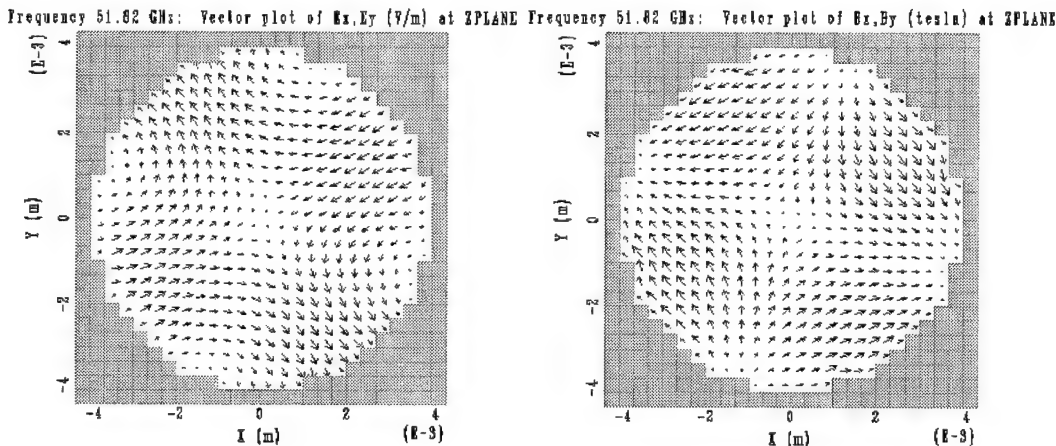 Frequency 51.82 GHz: Vector plot of Ex,Ey (V/m) at ZPLANE
Frequency 51.82 GHz: Vector plot of Bx,By (tesla) at ZPLANE
4
(E-3)
2
Y (m)
0
-2
-4
-4
-2
0
2
4
X (m)
(E-3)
4
(E-3)
2
Y (m)
0
-2
-4
-4
-2
0
2
4
X (m)
(E-3)